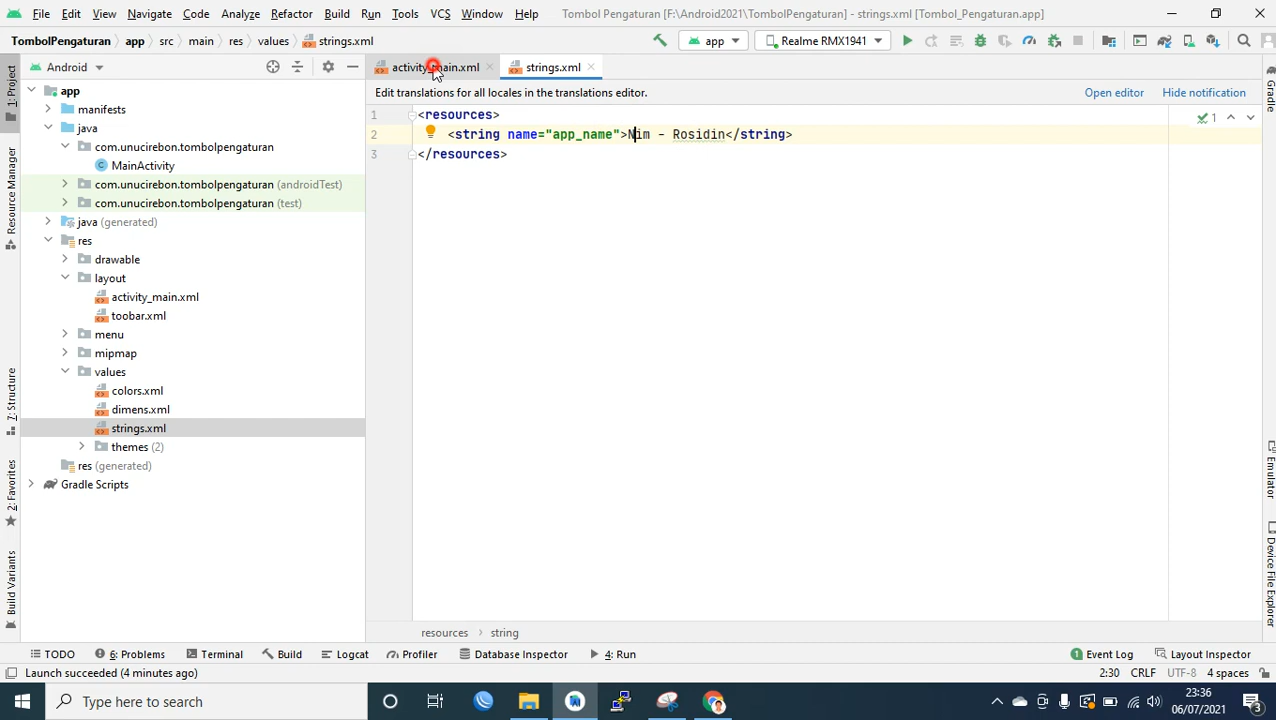 File Edit View Navigate Code Analyze Refactor Build Run Tools VCS Window Help Tombol Pengaturan [F:\Android2021\TombolPengaturan] - strings.xml [Tombol_Pengaturan.app]
TombolPengaturan app src main res values strings.xml app Realme RMX1941
Android activity_main.xml strings.xml
Edit translations for all locales in the translations editor. Open editor Hide notification
1 <resources> 1
2 <string name="app_name">Nim - Rosidin</string>
3 </resources>
app
manifests
java
com.unucirebon.tombolpengaturan
MainActivity
com.unucirebon.tombolpengaturan (androidTest)
com.unucirebon.tombolpengaturan (test)
java (generated)
res
drawable
layout
activity_main.xml
toobar.xml
menu
mipmap
values
colors.xml
dimens.xml
strings.xml
themes (2)
res (generated)
Gradle Scripts
1: Project
Resource Manager
7: Structure
2: Favorites
Build Variants
Gradle
Emulator
Device File Explorer
resources string
TODO 6: Problems Terminal Build Logcat Profiler Database Inspector 4: Run 1 Event Log Layout Inspector
Launch succeeded (4 minutes ago) 2:30 CRLF UTF-8 4 spaces
Type here to search
23:36
06/07/2021
3